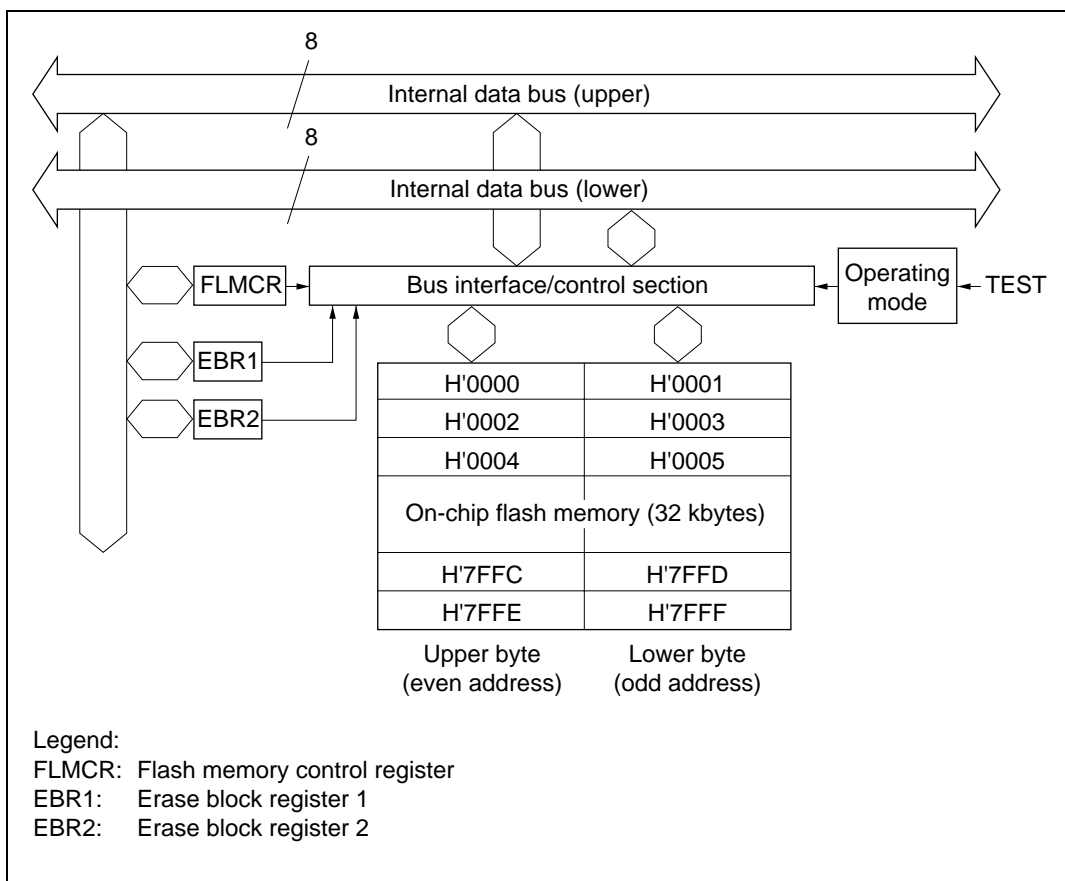 8
Internal data bus (upper)
8
Internal data bus (lower)
FLMCR
Bus interface/control section
Operating
mode
TEST
EBR1
EBR2
H'0000 H'0001
H'0002 H'0003
H'0004 H'0005
On-chip flash memory (32 kbytes)
H'7FFC H'7FFD
H'7FFE H'7FFF
Upper byte
(even address)
Lower byte
(odd address)
Legend:
FLMCR: Flash memory control register
EBR1: Erase block register 1
EBR2: Erase block register 2